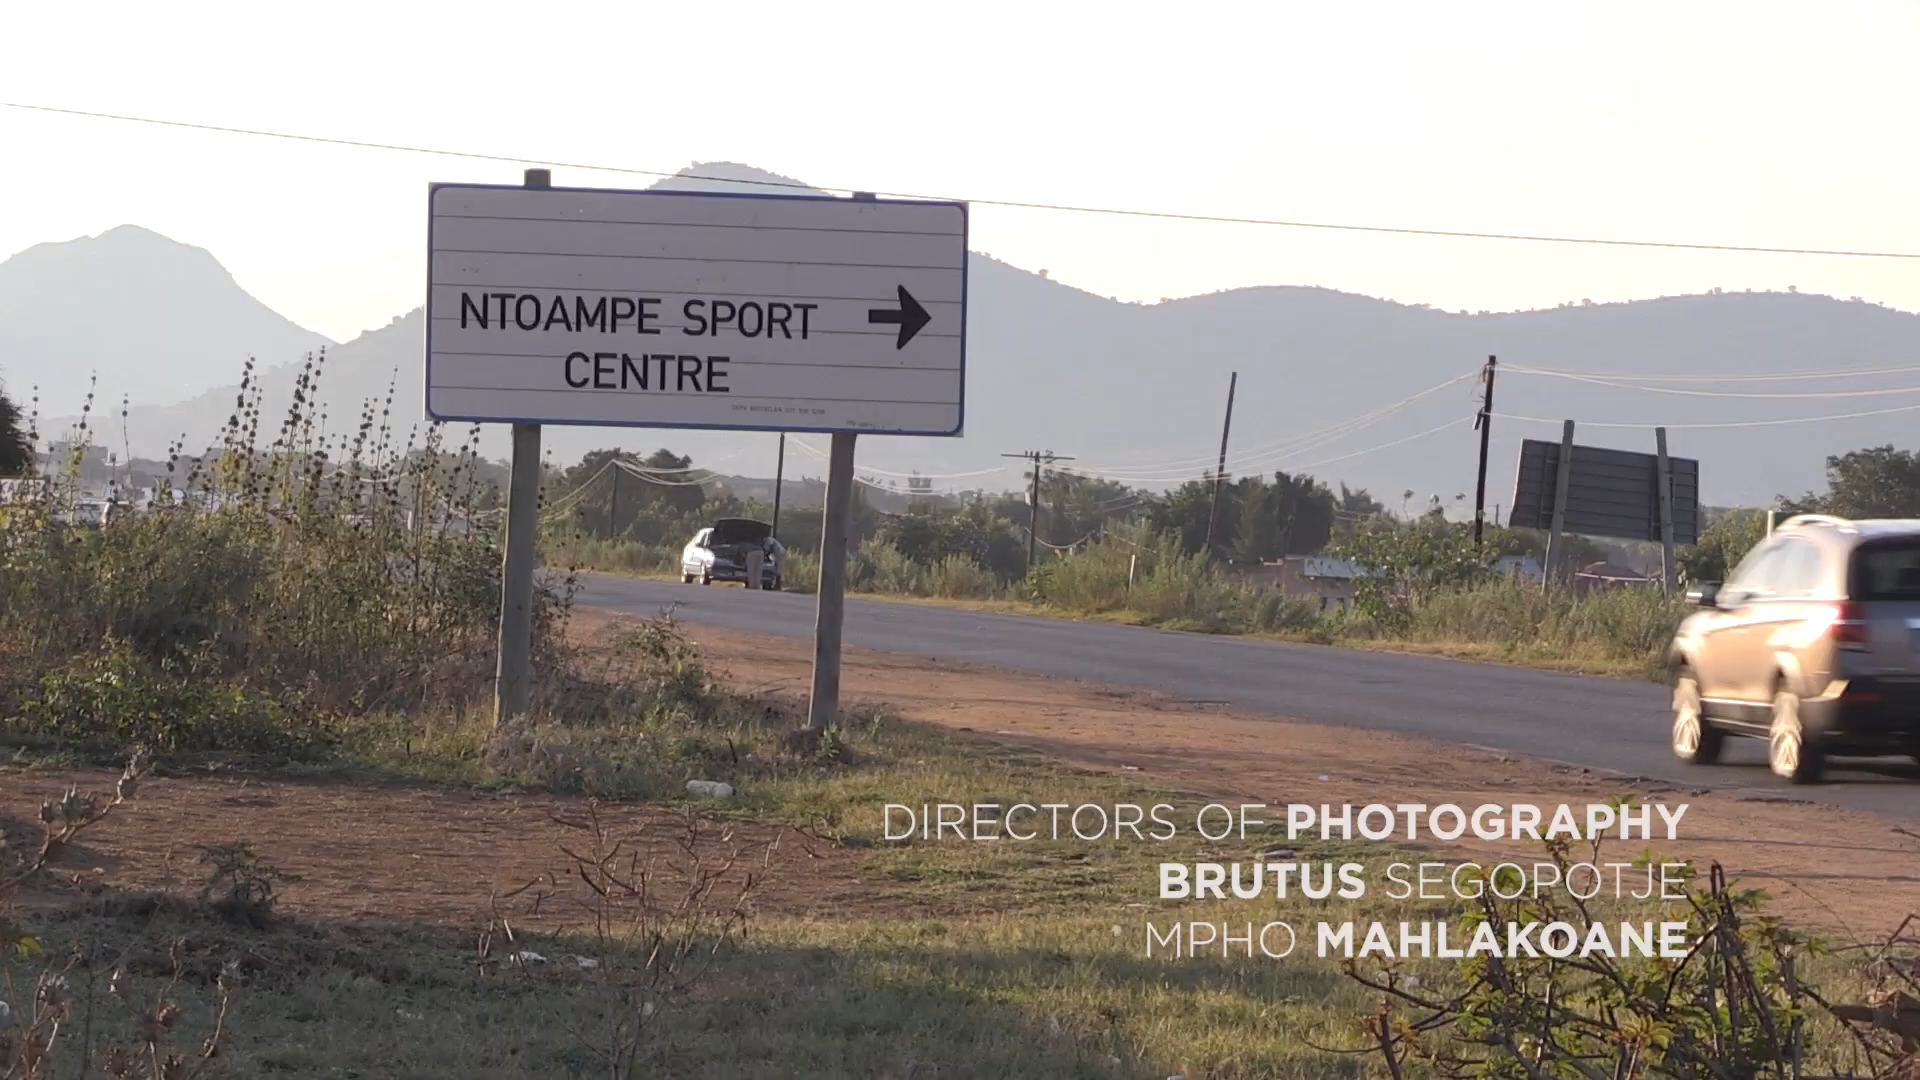 NTOAMPE SPORT
CENTRE
DIRECTORS OF PHOTOGRAPHY
BRUTUS SEGOPOTJE
MPHO MAHLAKOANE